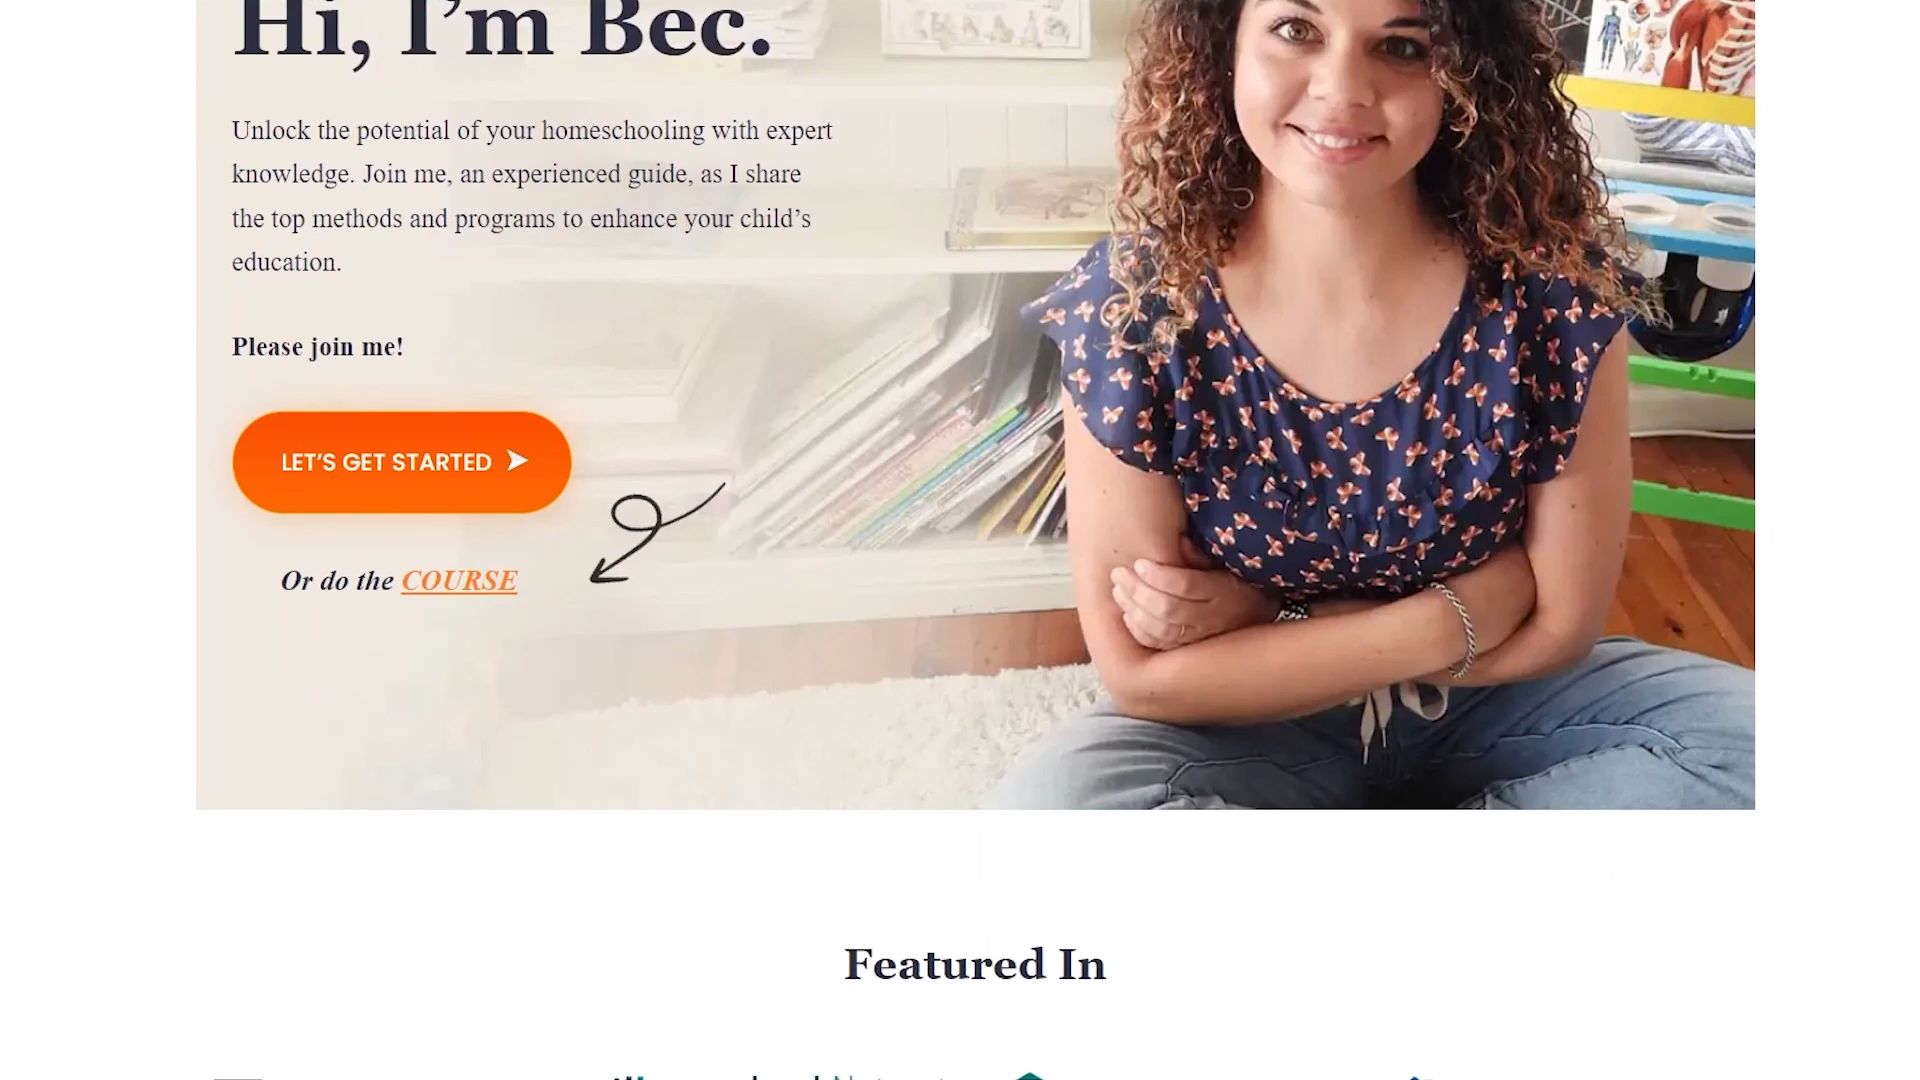 Hi, I'm Bec.
Unlock the potential of your homeschooling with expert
knowledge. Join me, an experienced guide, as I share
the top methods and programs to enhance your child's
education.
Please join me!
LET'S GET STARTED
Or do the COURSE
Featured In